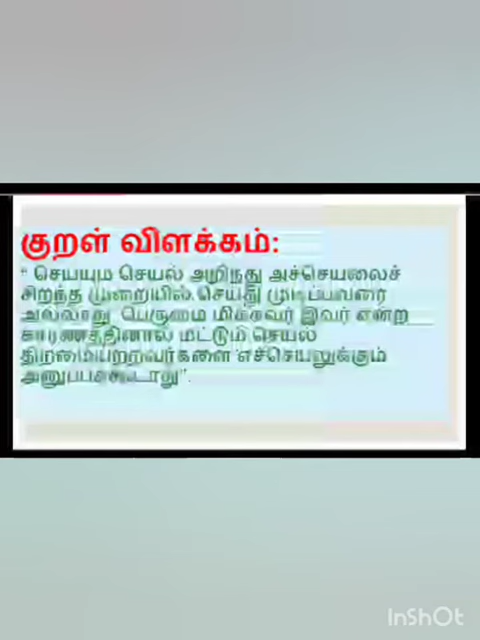 குறள் விளக்கம்:
" செய்யும் செயல் அறிந்து அச்செயலைச்
சிறந்த முறையில் செய்து முடிப்பவரை
அல்லாது பெருமை மிக்கவர் இவர் என்ற
காரணத்தினால் மட்டும் செயல்
திறமையற்றவர்களை எச்செயலுக்கும்
அனுப்பக்கூடாது".
InShOt